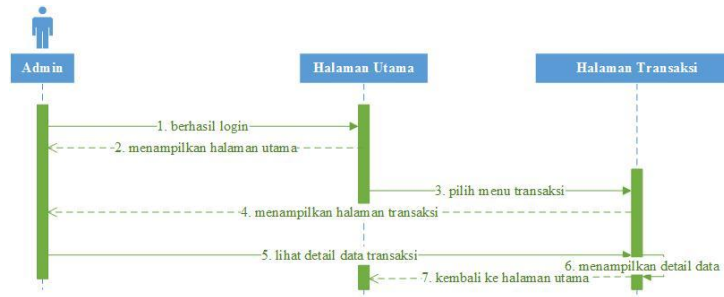 Admin
Halaman Utama
Halaman Transaksi
1. berhasil login
2. menampilkan halaman utama
3. pilih menu transaksi
4. menampilkan halaman transaksi
5. lihat detail data transaksi
6. menampilkan detail data
7. kembali ke halaman utama